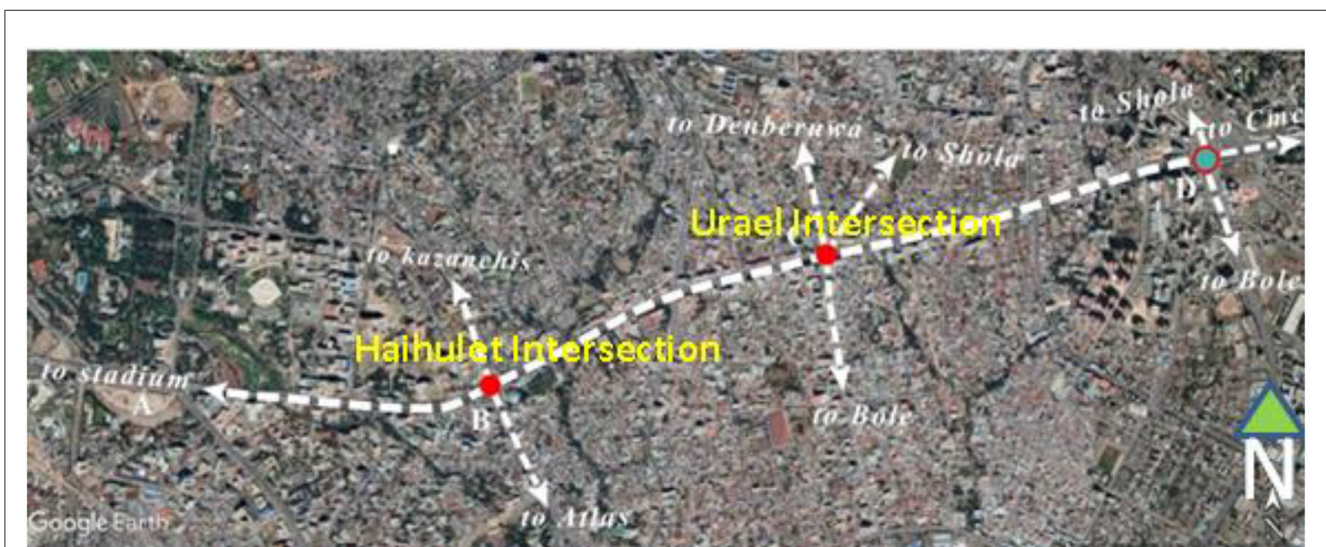 to Shola
to Cmc
to Denberuwa
to Shola
D
Urael Intersection
C
to kazanchis
to Bole
Haihulet Intersection
to stadium
A
B
to Bole
N
to Atlas
Google Earth